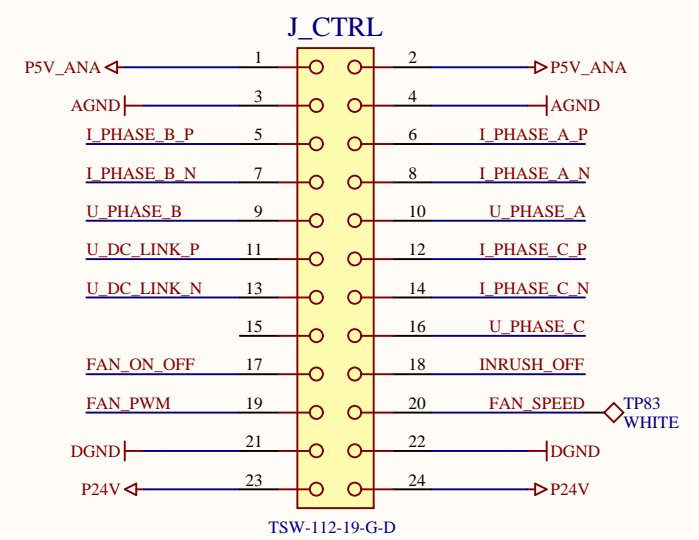 J_CTRL
P5V_ANA 1 2 P5V_ANA
AGND 3 4 AGND
I_PHASE_B_P 5 6 I_PHASE_A_P
I_PHASE_B_N 7 8 I_PHASE_A_N
U_PHASE_B 9 10 U_PHASE_A
U_DC_LINK_P 11 12 I_PHASE_C_P
U_DC_LINK_N 13 14 I_PHASE_C_N
15 16 U_PHASE_C
FAN_ON_OFF 17 18 INRUSH_OFF
FAN_PWM 19 20 FAN_SPEED TP83
WHITE
DGND 21 22 DGND
P24V 23 24 P24V
TSW-112-19-G-D